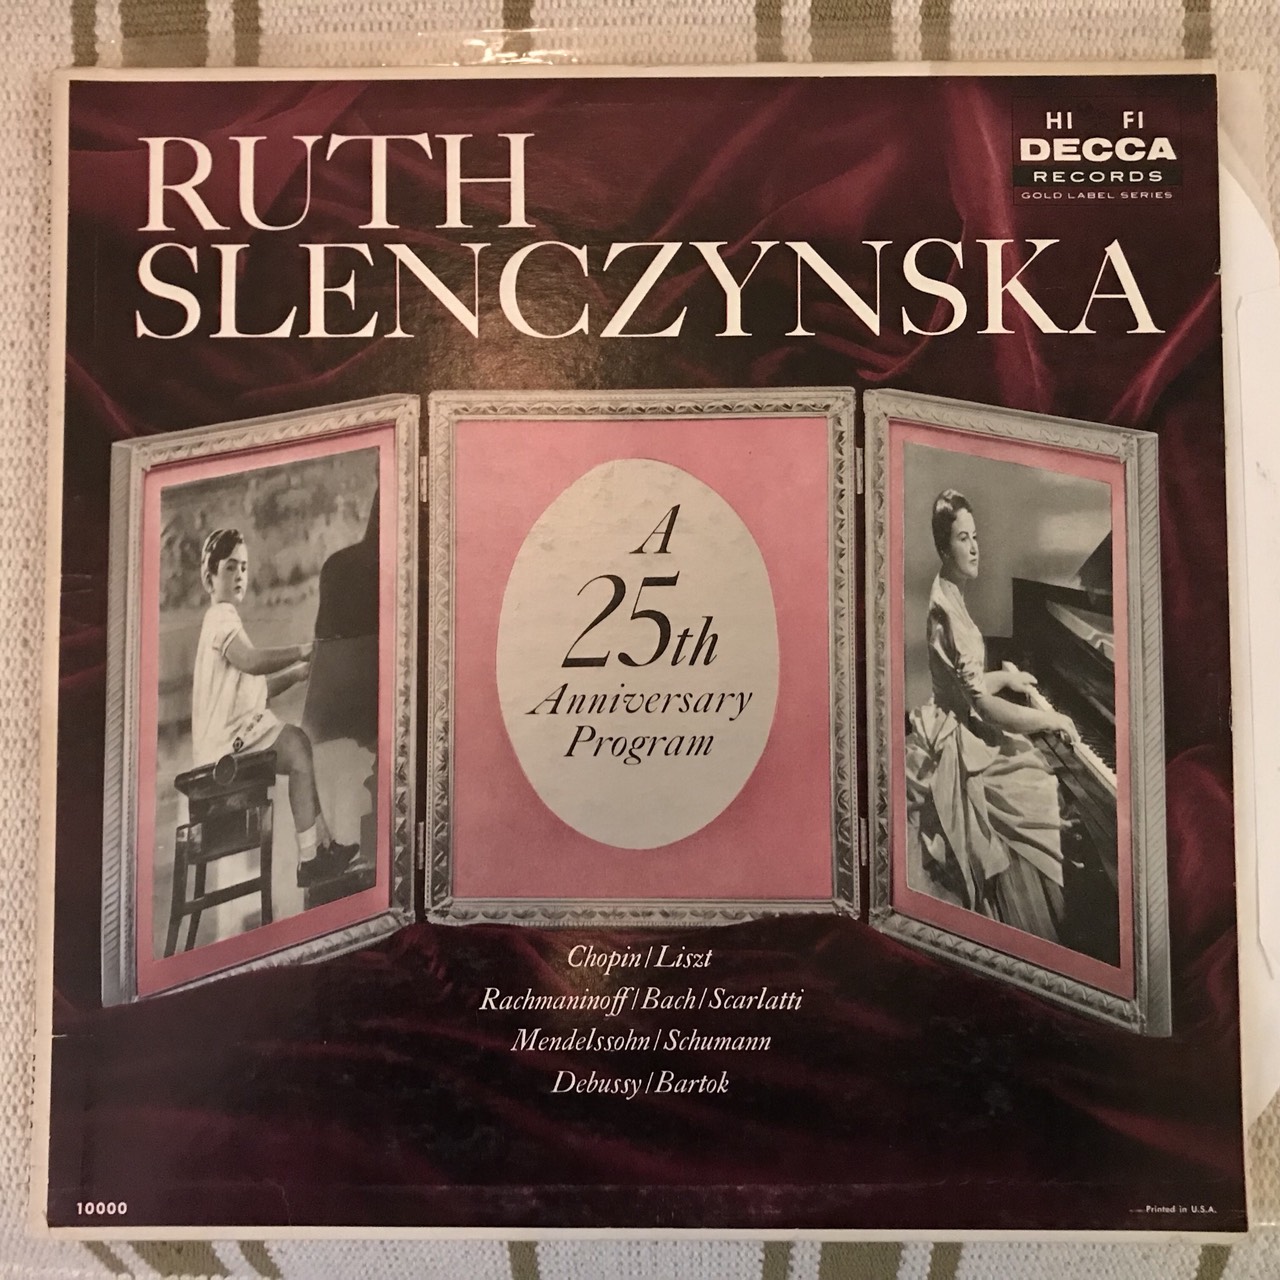 HI FI
DECCA
RECORDS
GOLD LABEL SERIES
RUTH
SLENCZYNSKA
A
25th
Anniversary
Program
Chopin/Liszt
Rachmaninoff/Bach/Scarlatti
Mendelssohn/Schumann
Debussy/Bartok
10000
Printed in U.S.A.